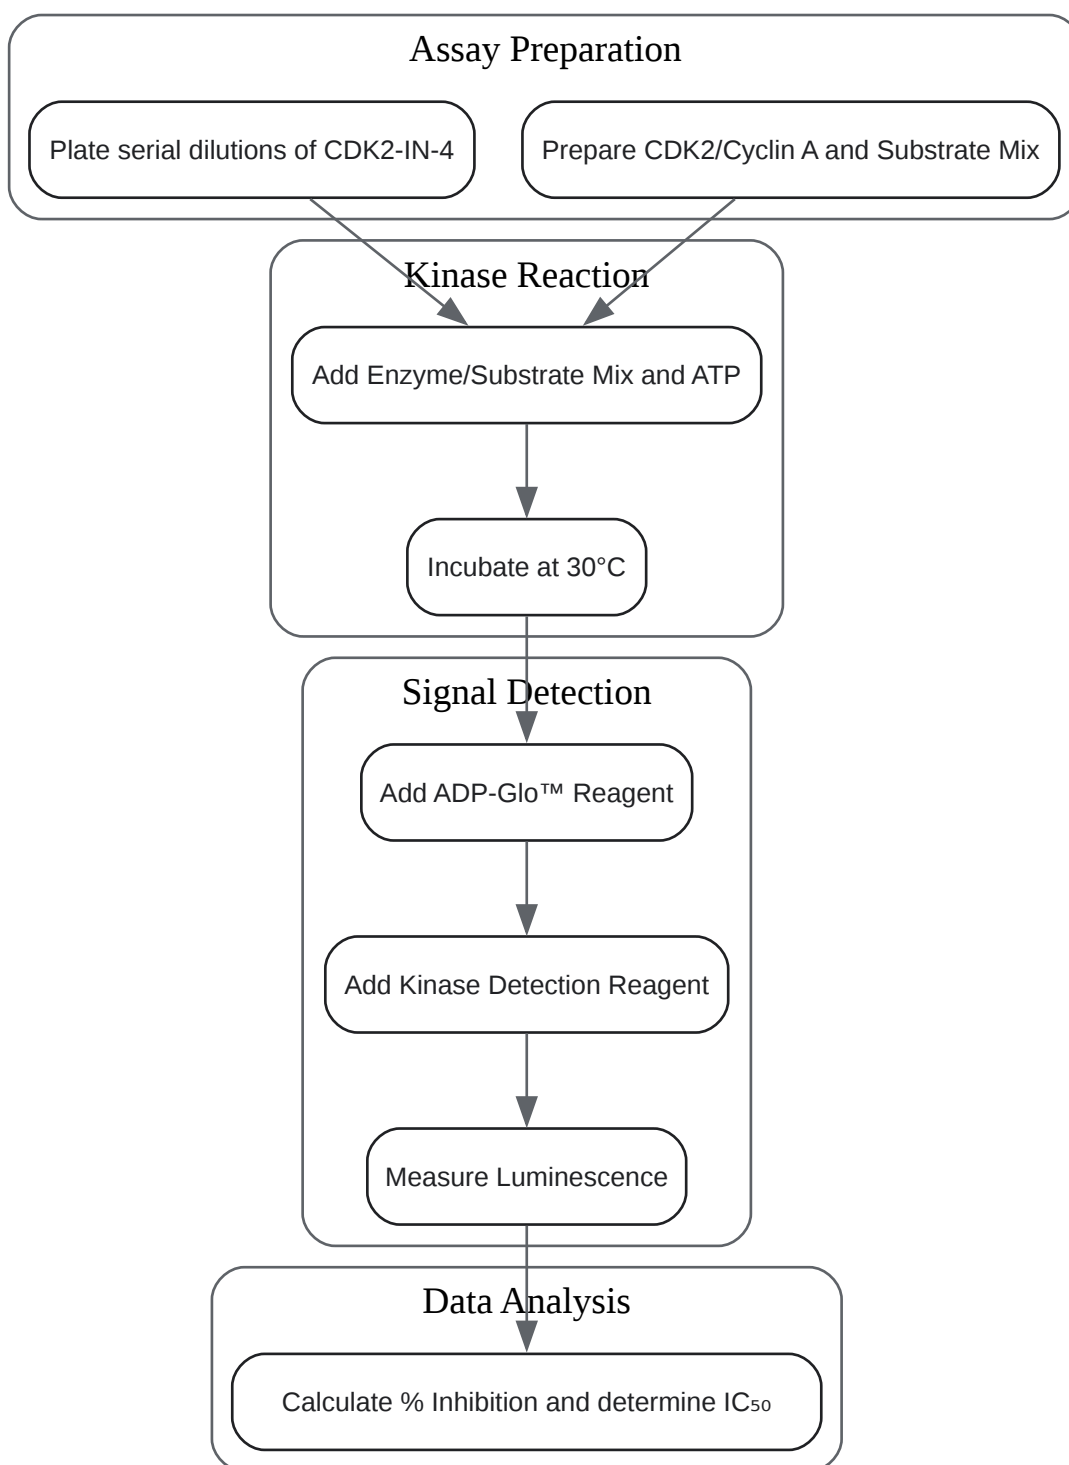 Assay Preparation
Plate serial dilutions of CDK2-IN-4
Prepare CDK2/Cyclin A and Substrate Mix
Kinase Reaction
Add Enzyme/Substrate Mix and ATP
Incubate at 30°C
Signal Detection
Add ADP-Glo™ Reagent
Add Kinase Detection Reagent
Measure Luminescence
Data Analysis
Calculate % Inhibition and determine IC₅₀